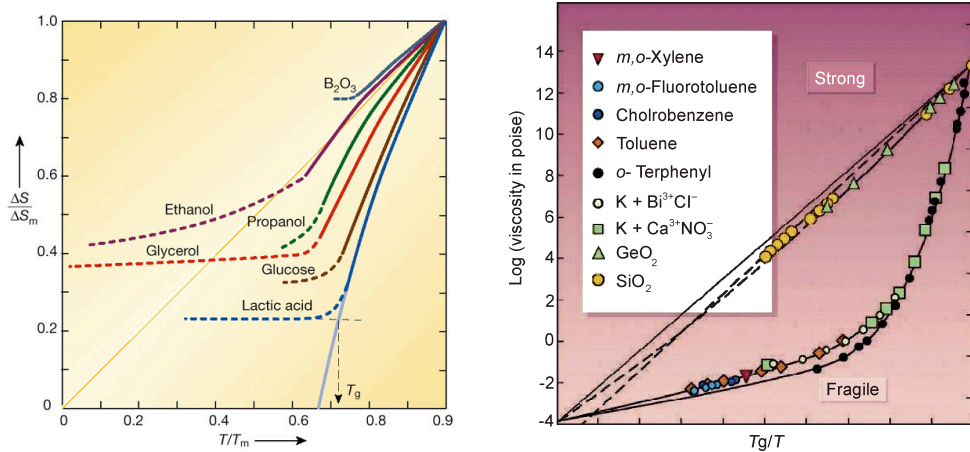 1.0
0.8
0.6
0.4
0.2
0
ΔS
ΔSm
B2O3
Ethanol
Propanol
Glycerol
Glucose
Lactic acid
Tg
0 0.2 0.4 0.6 0.8 0.9
T/Tm
Log (viscosity in poise)
14
12
10
8
6
4
2
0
-2
-4
m,o-Xylene
m,o-Fluorotoluene
Cholrobenzene
Toluene
o- Terphenyl
K + Bi3+Cl−
K + Ca3+NO3−
GeO2
SiO2
Strong
Fragile
Tg/T